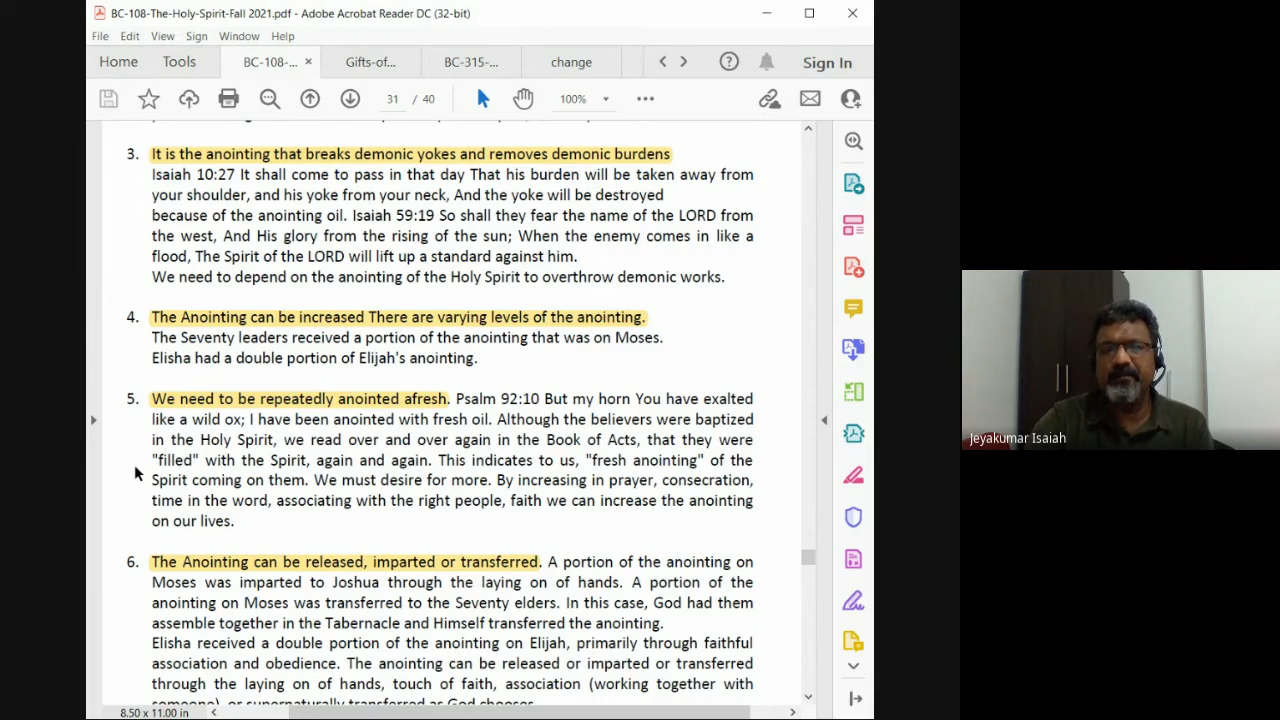 BC-108-The-Holy-Spirit-Fall 2021.pdf - Adobe Acrobat Reader DC (32-bit)
File Edit View Sign Window Help
Home Tools BC-108-... × Gifts-of... BC-315-... change Sign In
31 / 40 100%
3. It is the anointing that breaks demonic yokes and removes demonic burdens
Isaiah 10:27 It shall come to pass in that day That his burden will be taken away from
your shoulder, and his yoke from your neck, And the yoke will be destroyed
because of the anointing oil. Isaiah 59:19 So shall they fear the name of the LORD from
the west, And His glory from the rising of the sun; When the enemy comes in like a
flood, The Spirit of the LORD will lift up a standard against him.
We need to depend on the anointing of the Holy Spirit to overthrow demonic works.
4. The Anointing can be increased There are varying levels of the anointing.
The Seventy leaders received a portion of the anointing that was on Moses.
Elisha had a double portion of Elijah's anointing.
5. We need to be repeatedly anointed afresh. Psalm 92:10 But my horn You have exalted
like a wild ox; I have been anointed with fresh oil. Although the believers were baptized
in the Holy Spirit, we read over and over again in the Book of Acts, that they were
"filled" with the Spirit, again and again. This indicates to us, "fresh anointing" of the
Spirit coming on them. We must desire for more. By increasing in prayer, consecration,
time in the word, associating with the right people, faith we can increase the anointing
on our lives.
6. The Anointing can be released, imparted or transferred. A portion of the anointing on
Moses was imparted to Joshua through the laying on of hands. A portion of the
anointing on Moses was transferred to the Seventy elders. In this case, God had them
assemble together in the Tabernacle and Himself transferred the anointing.
Elisha received a double portion of the anointing on Elijah, primarily through faithful
association and obedience. The anointing can be released or imparted or transferred
through the laying on of hands, touch of faith, association (working together with
someone), or supernaturally transferred as God chooses.
8.50 x 11.00 in
Jeyakumar Isaiah